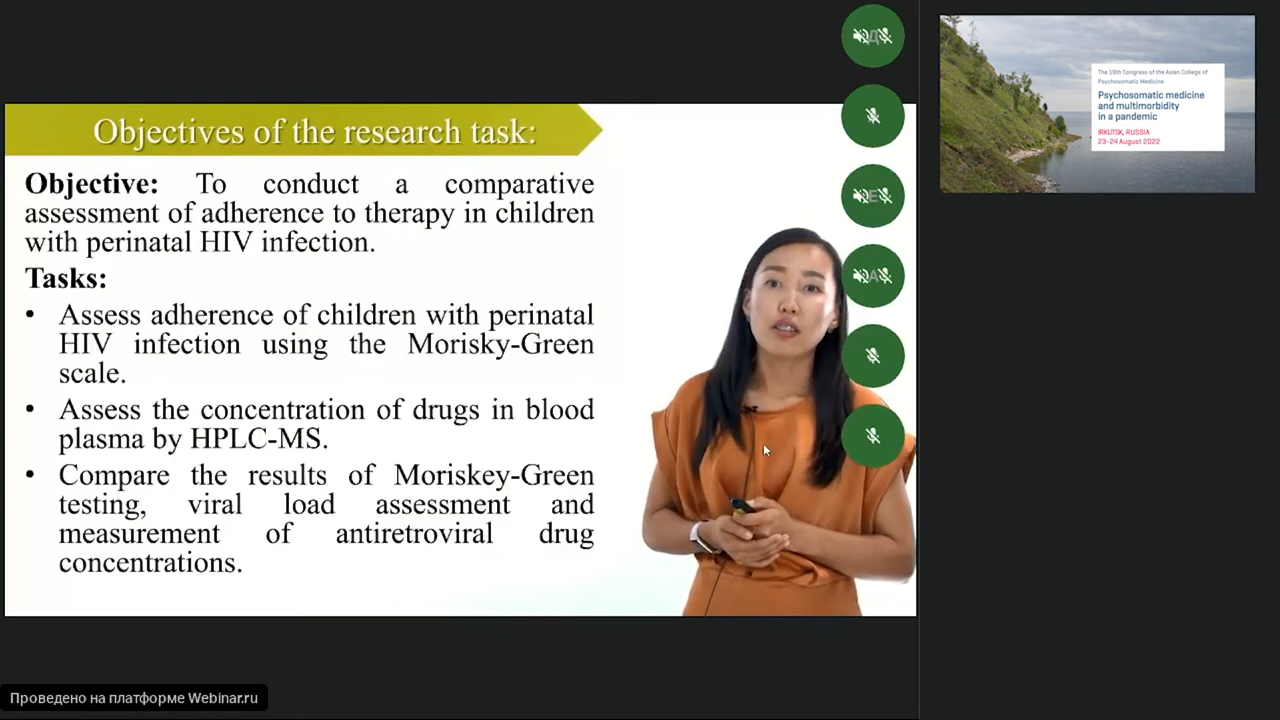 Objectives of the research task:
Objective: To conduct a comparative
assessment of adherence to therapy in children
with perinatal HIV infection.
Tasks:
• Assess adherence of children with perinatal
HIV infection using the Morisky-Green
scale.
• Assess the concentration of drugs in blood
plasma by HPLC-MS.
• Compare the results of Moriskey-Green
testing, viral load assessment and
measurement of antiretroviral drug
concentrations.
Д
Е
А
The 19th Congress of the Asian College of
Psychosomatic Medicine
Psychosomatic medicine
and multimorbidity
in a pandemic
IRKUTSK, RUSSIA
23-24 August 2022
Проведено на платформе Webinar.ru